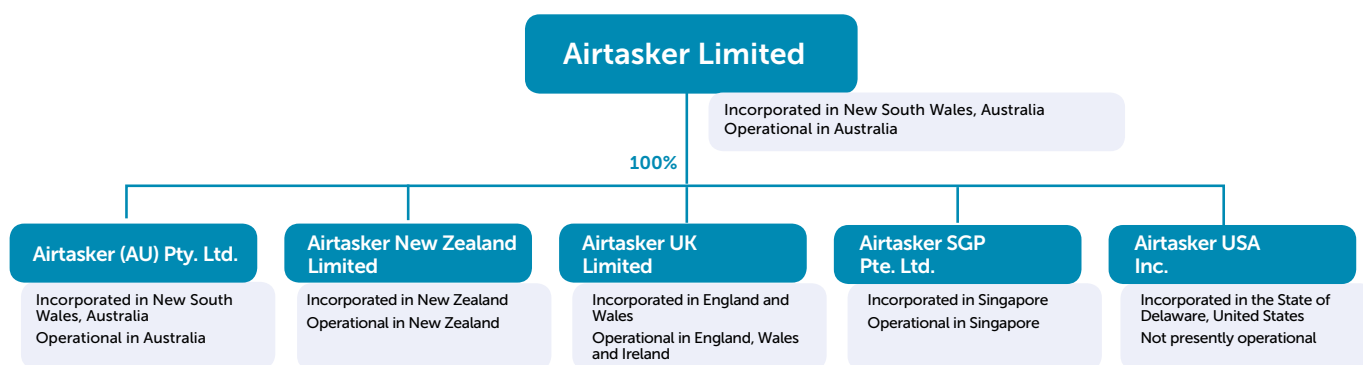 Airtasker Limited
Incorporated in New South Wales, Australia
Operational in Australia
100%
Airtasker (AU) Pty. Ltd.
Incorporated in New South
Wales, Australia
Operational in Australia
Airtasker New Zealand
Limited
Incorporated in New Zealand
Operational in New Zealand
Airtasker UK
Limited
Incorporated in England and
Wales
Operational in England, Wales
and Ireland
Airtasker SGP
Pte. Ltd.
Incorporated in Singapore
Operational in Singapore
Airtasker USA
Inc.
Incorporated in the State of
Delaware, United States
Not presently operational